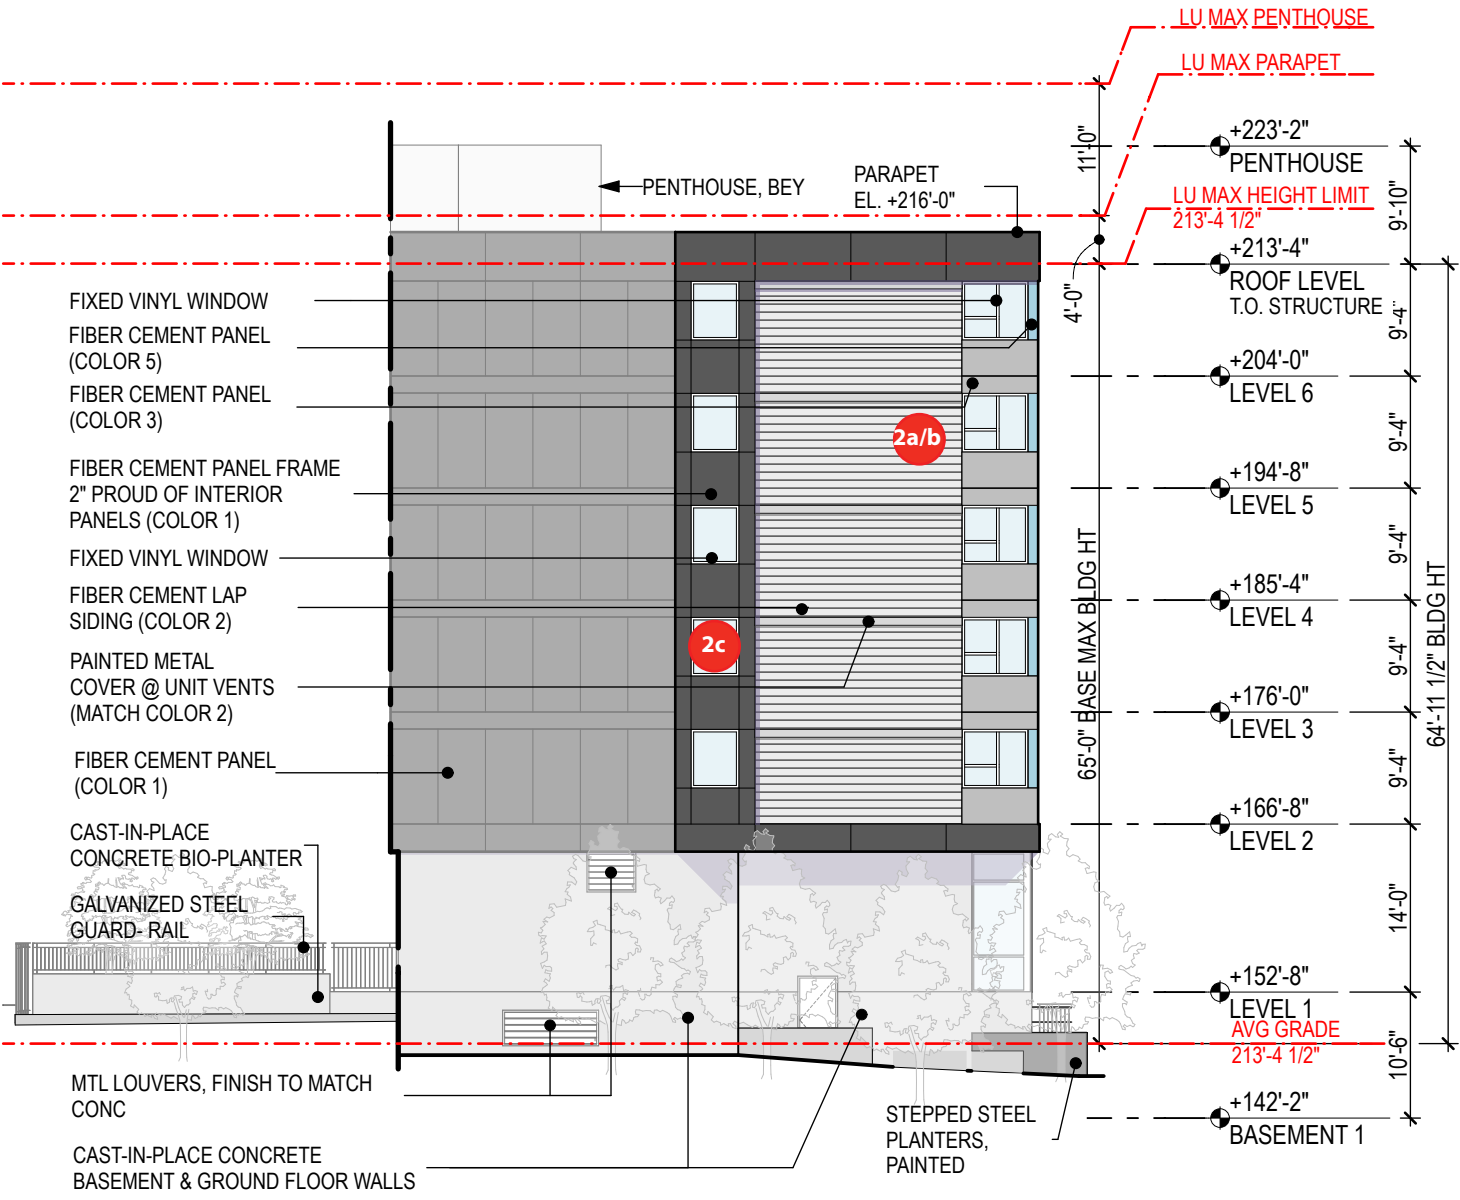 LU MAX PENTHOUSE
LU MAX PARAPET
+223'-2"
PENTHOUSE
11'-0"
9'-10"
PENTHOUSE, BEY
PARAPET
EL. +216'-0"
LU MAX HEIGHT LIMIT
213'-4 1/2"
+213'-4"
ROOF LEVEL
T.O. STRUCTURE
4'-0"
9'-4"
FIXED VINYL WINDOW
FIBER CEMENT PANEL
(COLOR 5)
FIBER CEMENT PANEL
(COLOR 3)
+204'-0"
LEVEL 6
2a/b
9'-4"
FIBER CEMENT PANEL FRAME
2" PROUD OF INTERIOR
PANELS (COLOR 1)
+194'-8"
LEVEL 5
FIXED VINYL WINDOW
9'-4"
FIBER CEMENT LAP
SIDING (COLOR 2)
+185'-4"
LEVEL 4
65'-0" BASE MAX BLDG HT
64'-11 1/2" BLDG HT
2c
9'-4"
PAINTED METAL
COVER @ UNIT VENTS
(MATCH COLOR 2)
+176'-0"
LEVEL 3
9'-4"
FIBER CEMENT PANEL
(COLOR 1)
+166'-8"
LEVEL 2
CAST-IN-PLACE
CONCRETE BIO-PLANTER
14'-0"
GALVANIZED STEEL
GUARD- RAIL
+152'-8"
LEVEL 1
AVG GRADE
213'-4 1/2"
10'-6"
MTL LOUVERS, FINISH TO MATCH
CONC
STEPPED STEEL
PLANTERS,
PAINTED
+142'-2"
BASEMENT 1
CAST-IN-PLACE CONCRETE
BASEMENT & GROUND FLOOR WALLS